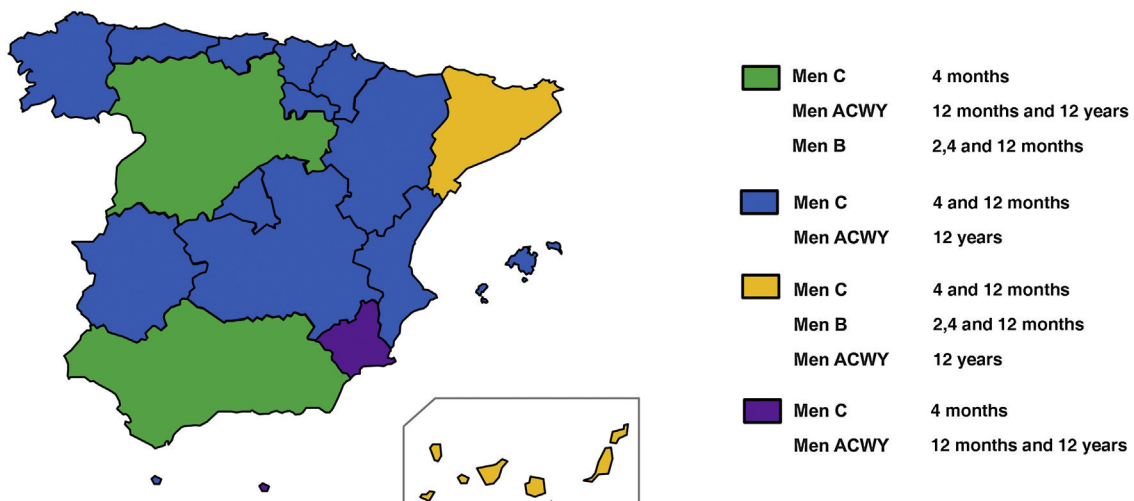 Men C 4 months
Men ACWY 12 months and 12 years
Men B 2,4 and 12 months
Men C 4 and 12 months
Men ACWY 12 years
Men C 4 and 12 months
Men B 2,4 and 12 months
Men ACWY 12 years
Men C 4 months
Men ACWY 12 months and 12 years